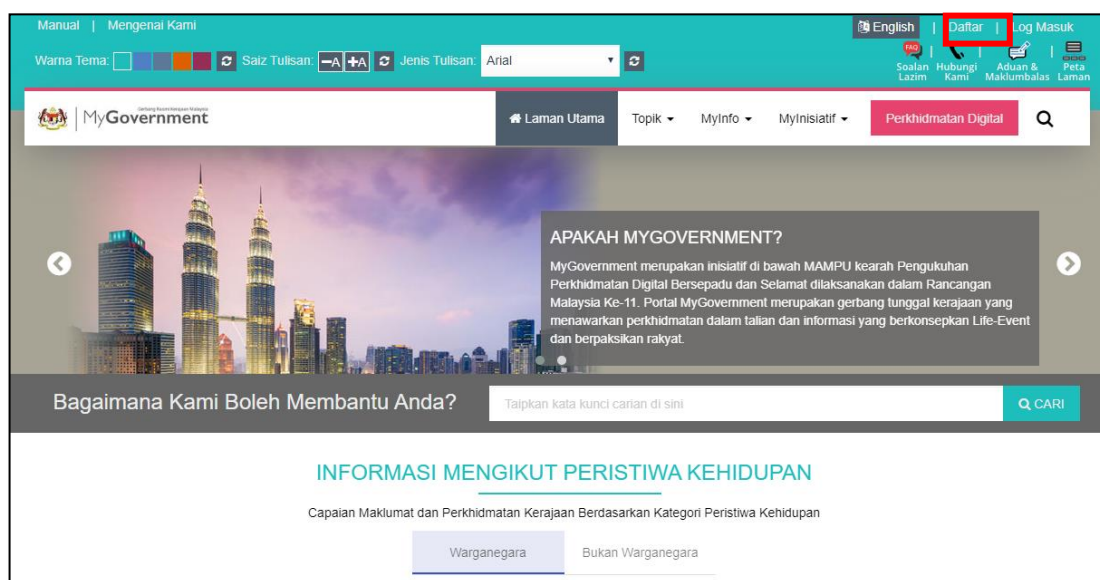 Manual | Mengenai Kami
English | Daftar | Log Masuk
Warna Tema: Saiz Tulisan: -A +A Jenis Tulisan: Arial
FAQ
Soalan Lazim
Hubungi Kami
Aduan & Maklumbalas
Peta Laman
Gerbang Rasmi Kerajaan Malaysia
MyGovernment
Laman Utama Topik MyInfo MyInisiatif Perkhidmatan Digital
APAKAH MYGOVERNMENT?
MyGovernment merupakan inisiatif di bawah MAMPU kearah Pengukuhan
Perkhidmatan Digital Bersepadu dan Selamat dilaksanakan dalam Rancangan
Malaysia Ke-11. Portal MyGovernment merupakan gerbang tunggal kerajaan yang
menawarkan perkhidmatan dalam talian dan informasi yang berkonsepkan Life-Event
dan berpaksikan rakyat.
Bagaimana Kami Boleh Membantu Anda?
Taipkan kata kunci carian di sini
CARI
INFORMASI MENGIKUT PERISTIWA KEHIDUPAN
Capaian Maklumat dan Perkhidmatan Kerajaan Berdasarkan Kategori Peristiwa Kehidupan
Warganegara Bukan Warganegara